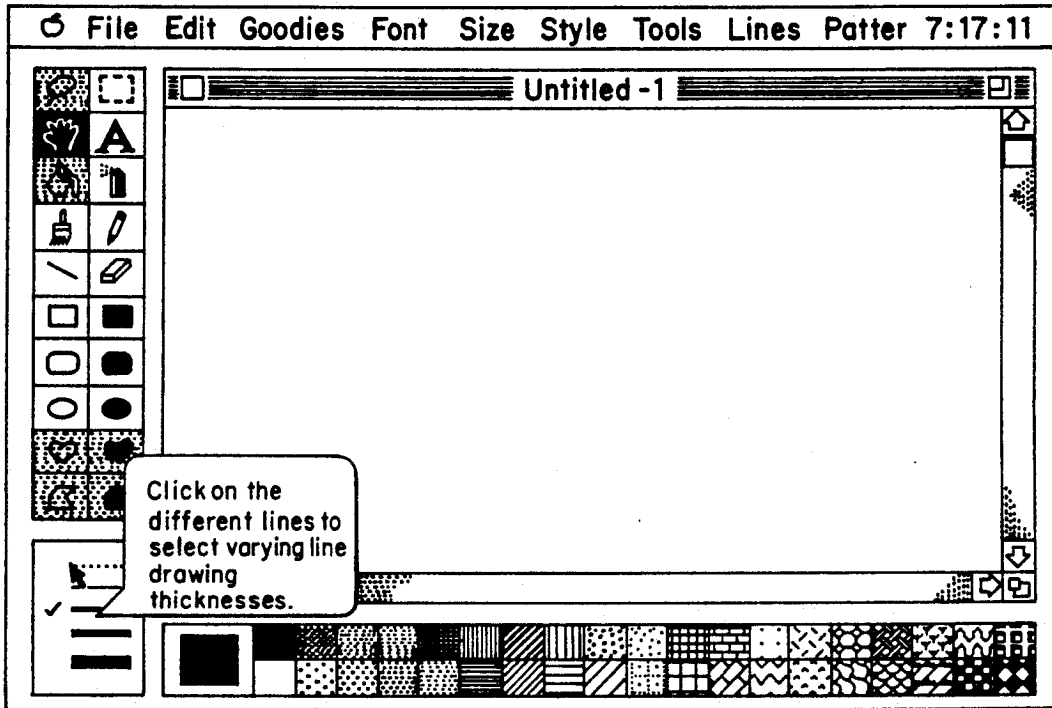 File Edit Goodies Font Size Style Tools Lines Patter 7:17:11
Untitled -1
A
Click on the
different lines to
select varying line
drawing
thicknesses.